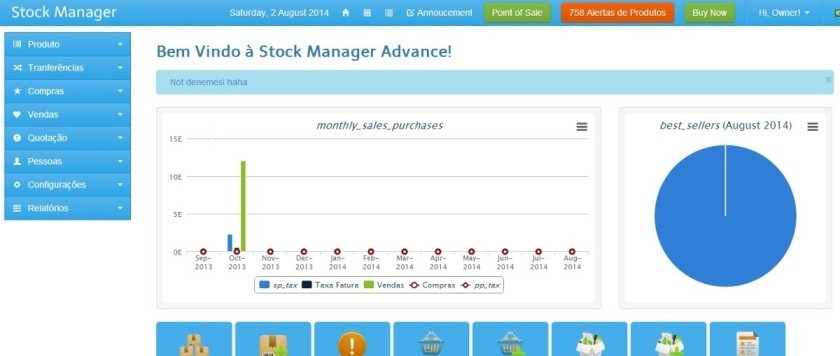 Stock Manager
Saturday, 2 August 2014
Annoucement
Point of Sale
758 Alertas de Produtos
Buy Now
Hi, Owner!
Produto
Tranferências
Compras
Vendas
Quotação
Pessoas
Configurações
Relatórios
Bem Vindo à Stock Manager Advance!
Not denemesi haha
monthly_sales_purchases
15E
10E
5E
0E
Sep-2013
Oct-2013
Nov-2013
Dec-2013
Jan-2014
Feb-2014
Mar-2014
Apr-2014
May-2014
Jun-2014
Jul-2014
Aug-2014
sp_tax Taxa Fatura Vendas Compras pp_tax
best_sellers (August 2014)